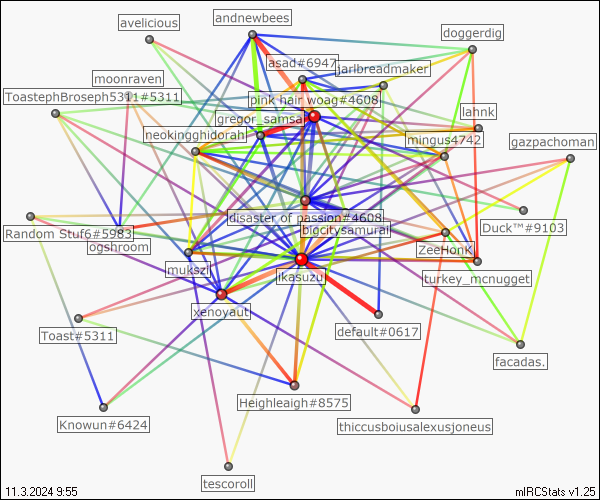 andnewbees
avelicious
doggerdig
asad#6947
jarlbreadmaker
moonraven
ToastephBroseph5311#5311
pink hair woag#4608
lahnk
gregor_samsa
neokingghidorah
mingus4742
gazpachoman
disaster of passion#4608
bigcitysamurai
Duck™#9103
Random Stuf6#5983
ogshroom
ZeeHonK
mukszli
jkasuzu
turkey_mcnugget
xenoyaut
default#0617
Toast#5311
facadas.
Heighleaigh#8575
Knowun#6424
thiccusboiusalexusjoneus
tescoroll
11.3.2024 9:55
mIRCStats v1.25